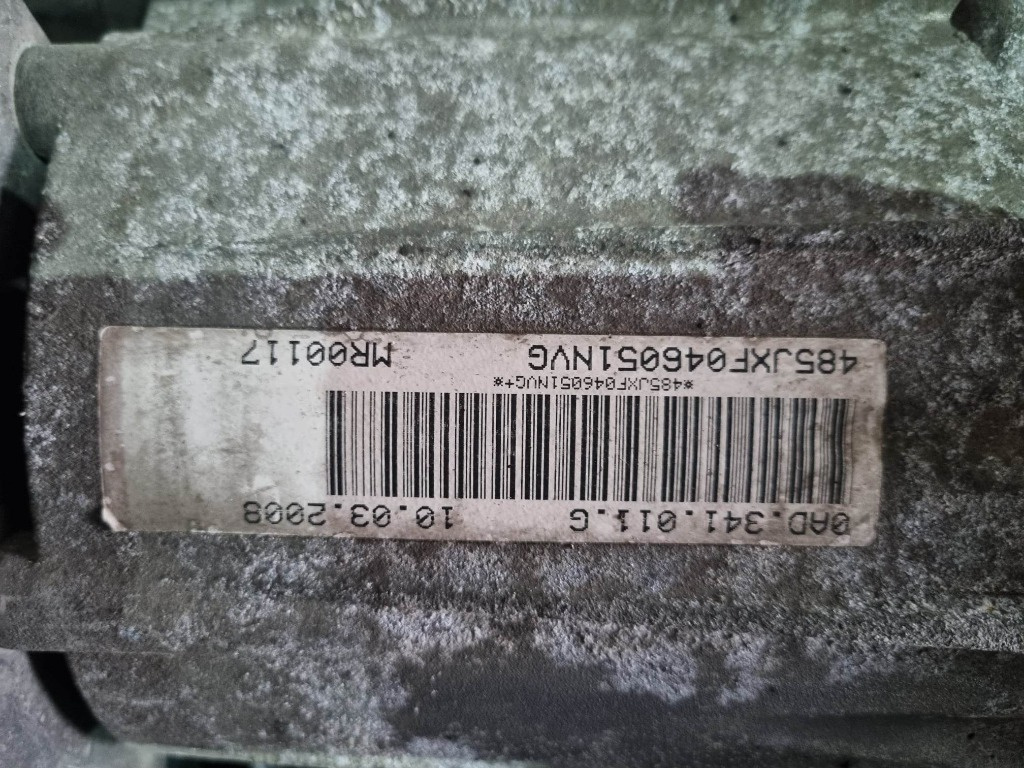 0AD.341.011.G 10.03.2008
*485JXF046051NVG+*
485JXF046051NVG MR00117